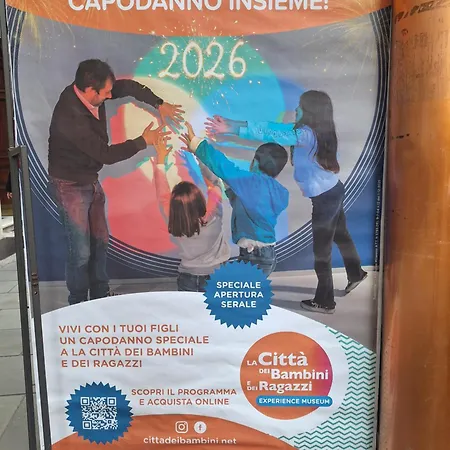 CAPODANNO INSIEME!
2026
SPECIALE
APERTURA
SERALE
VIVI CON I TUOI FIGLI
UN CAPODANNO SPECIALE
A LA CITTÀ DEI BAMBINI
E DEI RAGAZZI
LA Città
DEI Bambini
E DEI Ragazzi
EXPERIENCE MUSEUM
SCOPRI IL PROGRAMMA
E ACQUISTA ONLINE
cittadeibambini.net